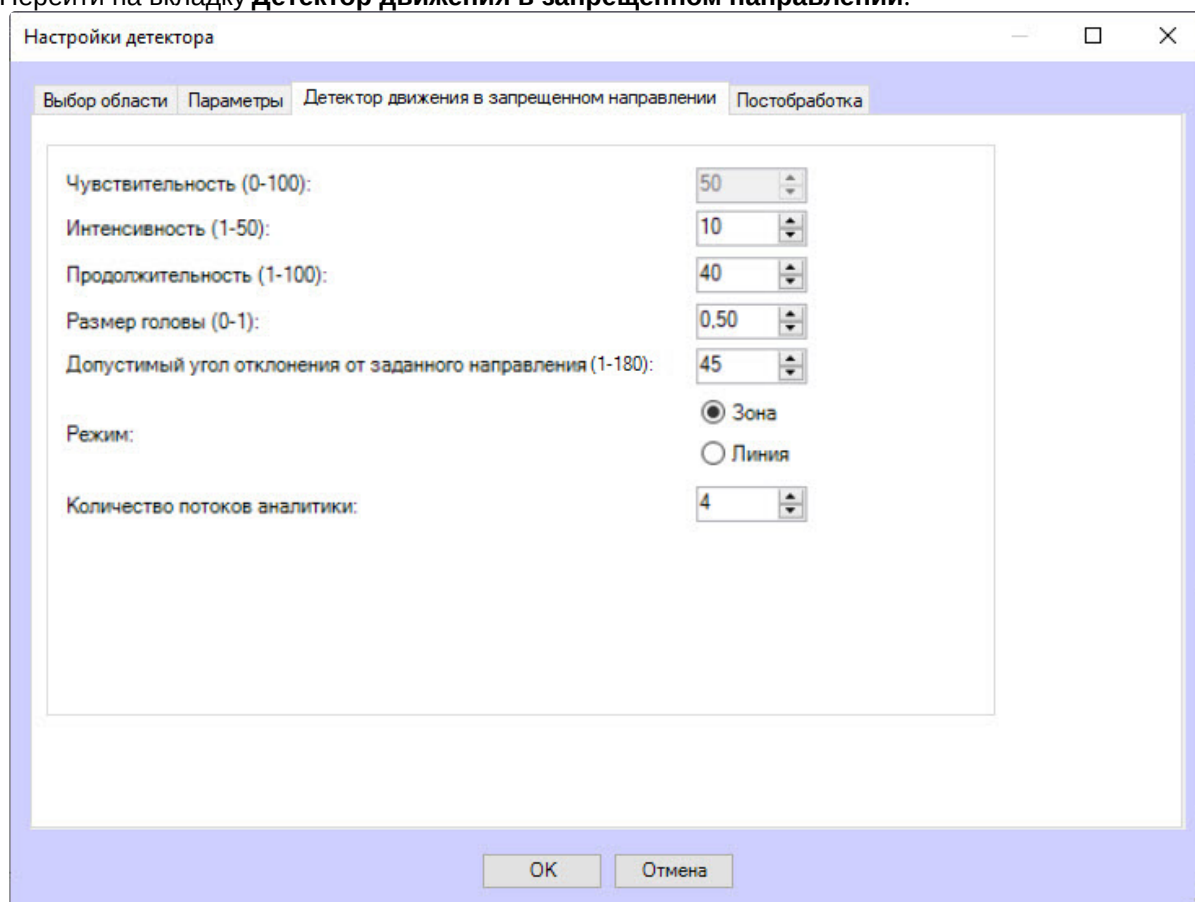 Перейти на вкладку Детектор движения в запрещенном направлении.
Настройки детектора
Выбор области Параметры Детектор движения в запрещенном направлении Постобработка
Чувствительность (0-100): 50
Интенсивность (1-50): 10
Продолжительность (1-100): 40
Размер головы (0-1): 0,50
Допустимый угол отклонения от заданного направления (1-180): 45
Зона
Режим:
Линия
Количество потоков аналитики: 4
OK Отмена